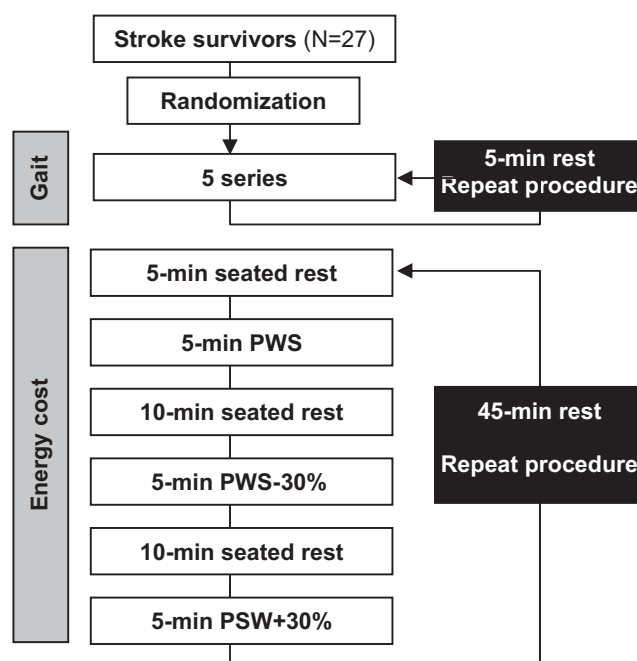 Stroke survivors (N=27)
Randomization
Gait
5 series
5-min rest
Repeat procedure
Energy cost
5-min seated rest
5-min PWS
10-min seated rest
5-min PWS-30%
10-min seated rest
5-min PSW+30%
45-min rest
Repeat procedure